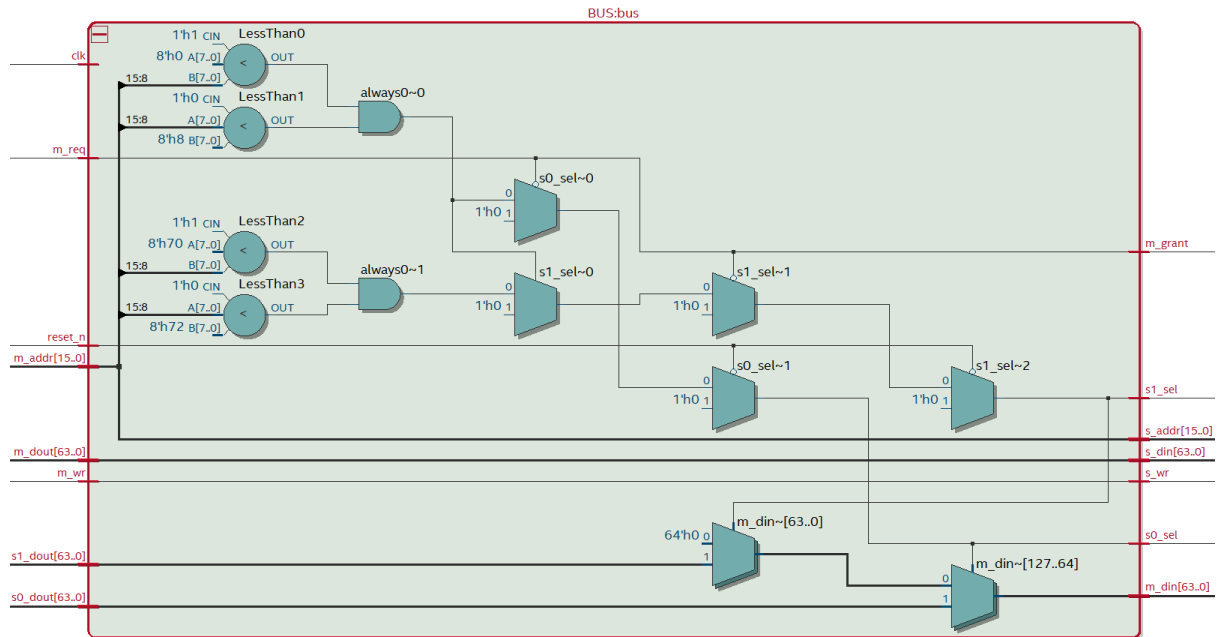 BUS:bus
1'h1 CIN LessThan0
clk
8'h0 A[7..0] < OUT
15:8 B[7..0]
1'h0 CIN LessThan1
always0~0
15:8 A[7..0] < OUT
8'h8 B[7..0]
m_req
s0_sel~0
0
1'h0 1
1'h1 CIN LessThan2
8'h70 A[7..0] < OUT
m_grant
15:8 B[7..0]
always0~1
s1_sel~0
s1_sel~1
1'h0 CIN LessThan3
0
0
15:8 A[7..0] < OUT
1'h0 1
1'h0 1
8'h72 B[7..0]
reset_n
m_addr[15..0]
s0_sel~1
s1_sel~2
0
0
s1_sel
1'h0 1
1'h0 1
s_addr[15..0]
m_dout[63..0]
s_din[63..0]
m_wr
s_wr
m_din~[63..0]
64'h0 0
s0_sel
s1_dout[63..0]
1
m_din~[127..64]
0
m_din[63..0]
s0_dout[63..0]
1